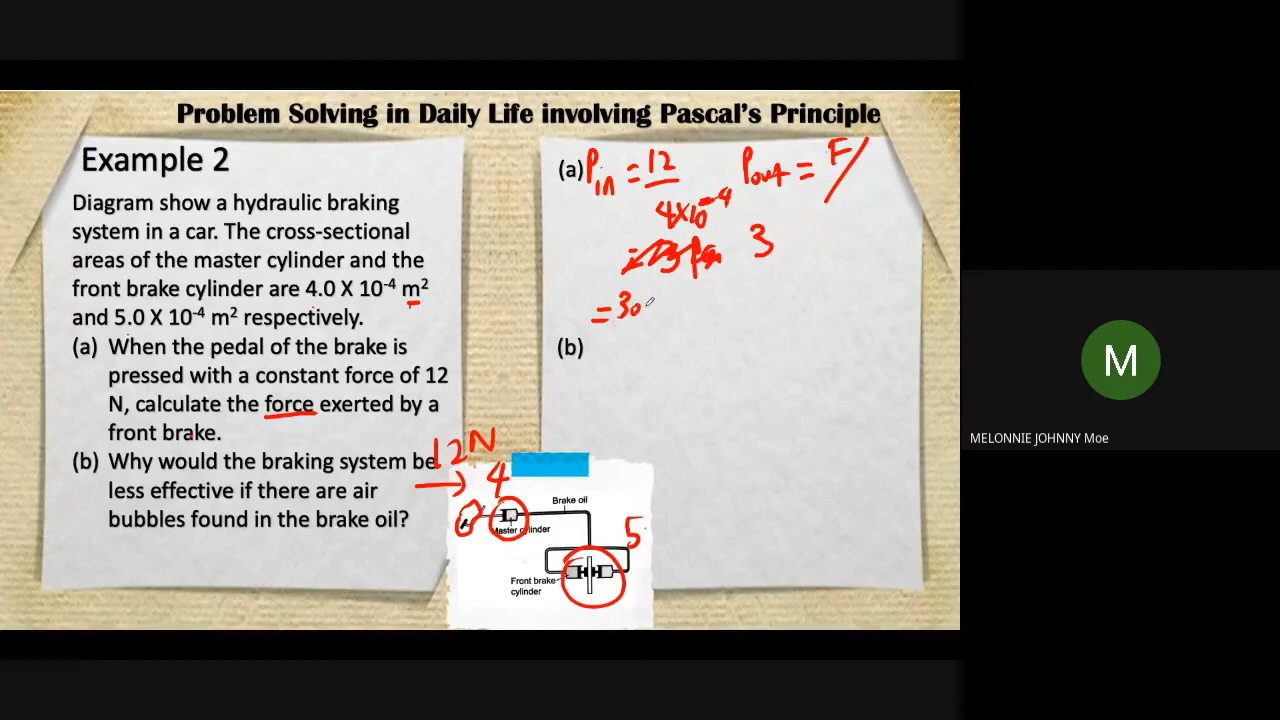 Problem Solving in Daily Life involving Pascal's Principle
Example 2
Diagram show a hydraulic braking
system in a car. The cross-sectional
areas of the master cylinder and the
front brake cylinder are 4.0 X 10⁻⁴ m²
and 5.0 X 10⁻⁴ m² respectively.
(a) When the pedal of the brake is
pressed with a constant force of 12
N, calculate the force exerted by a
front brake.
(b) Why would the braking system be
less effective if there are air
bubbles found in the brake oil?
(a) Pin = 12
4×10⁻⁴
3
= 30
Pout = F/
(b)
12N
4
Brake oil
Master cylinder
5
Front brake
cylinder
M
MELONNIE JOHNNY Moe